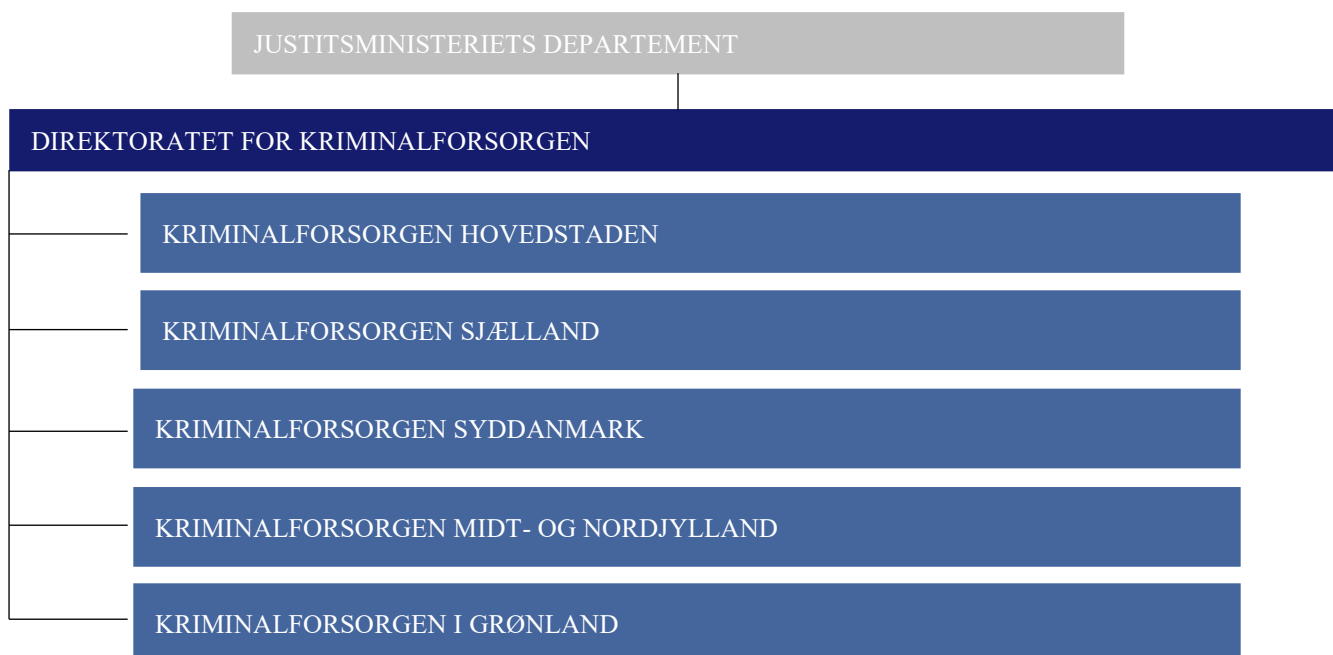 JUSTITSMINISTERIETS DEPARTEMENT
DIREKTORATET FOR KRIMINALFORSORGEN
KRIMINALFORSORGEN HOVEDSTADEN
KRIMINALFORSORGEN SJÆLLAND
KRIMINALFORSORGEN SYDDANMARK
KRIMINALFORSORGEN MIDT- OG NORDJYLLAND
KRIMINALFORSORGEN I GRØNLAND